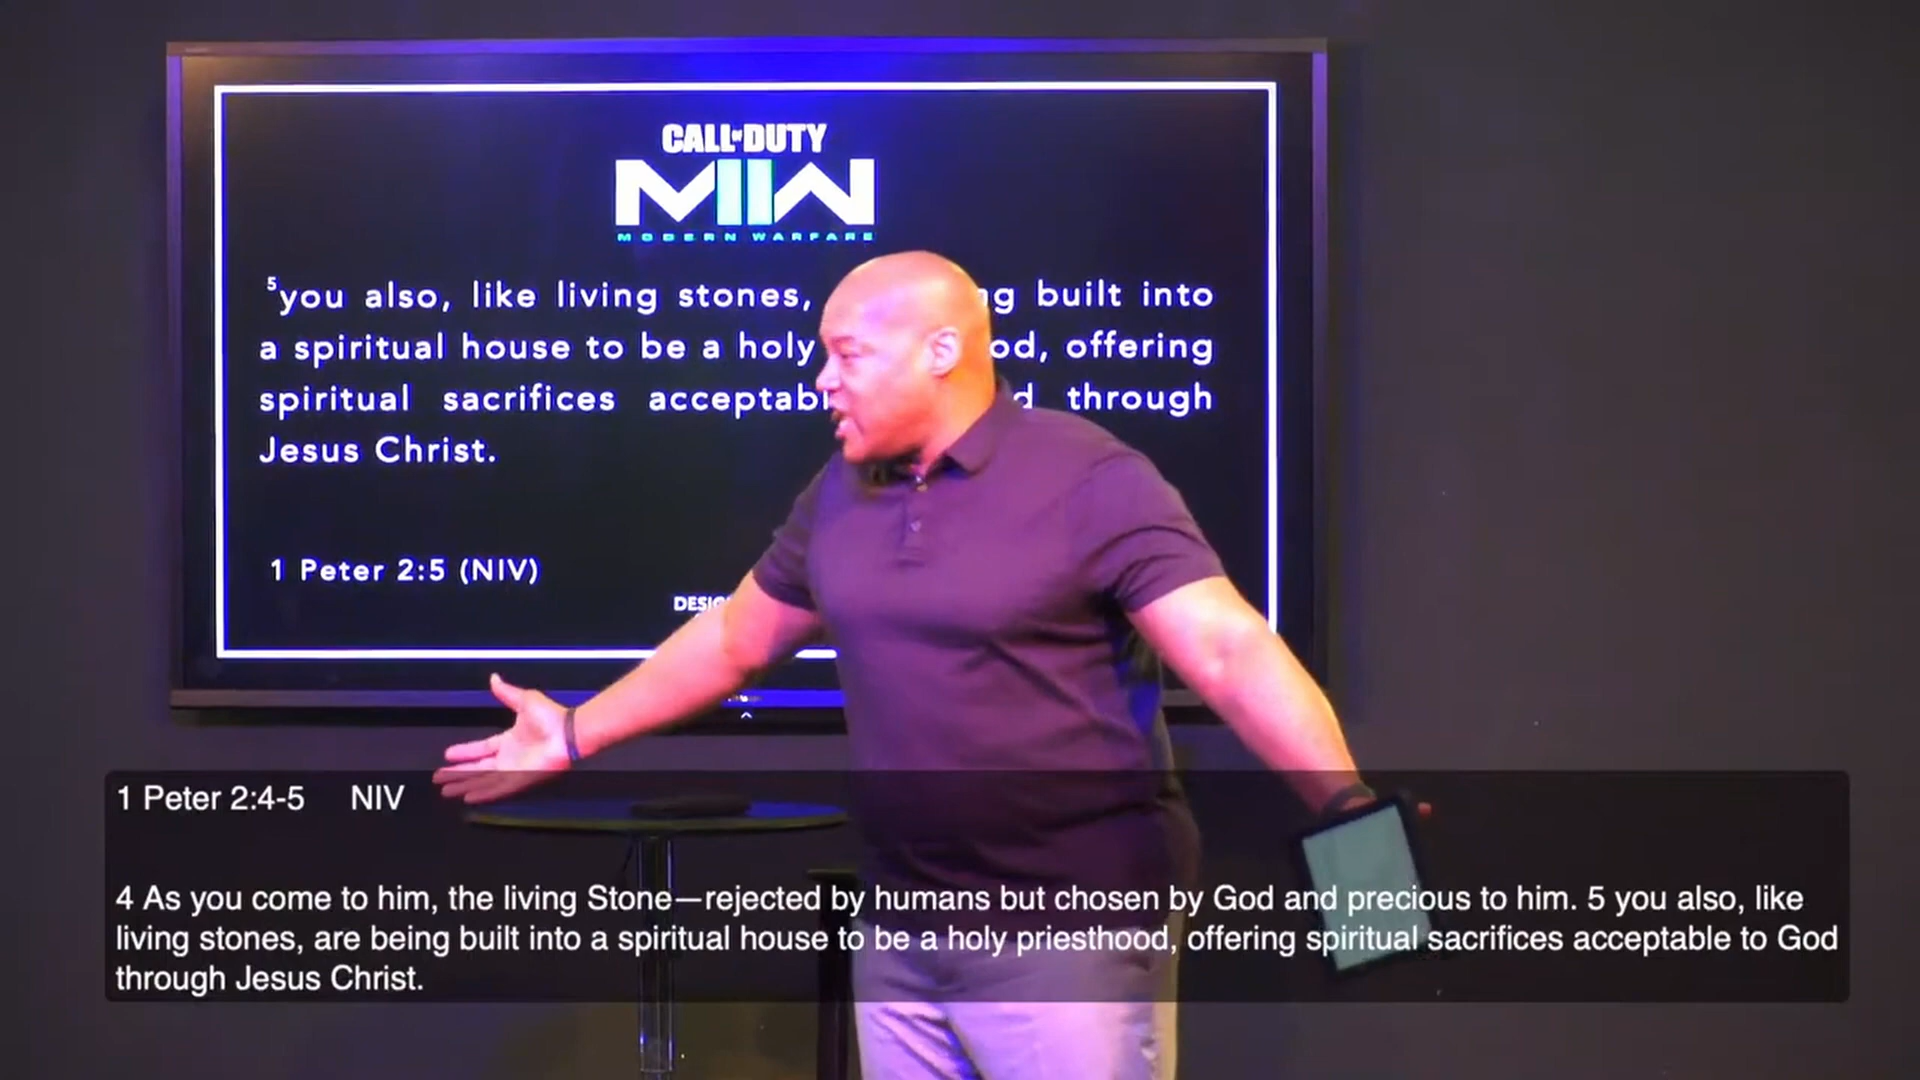 CALL OF DUTY
MW
MODERN WARFARE
5you also, like living stones, built into
a spiritual house to be a holy offering
spiritual sacrifices through
Jesus Christ.
1 Peter 2:5 (NIV)
1 Peter 2:4-5 NIV
4 As you come to him, the living Stone—rejected by humans but chosen by God and precious to him. 5 you also, like
living stones, are being built into a spiritual house to be a holy priesthood, offering spiritual sacrifices acceptable to God
through Jesus Christ.